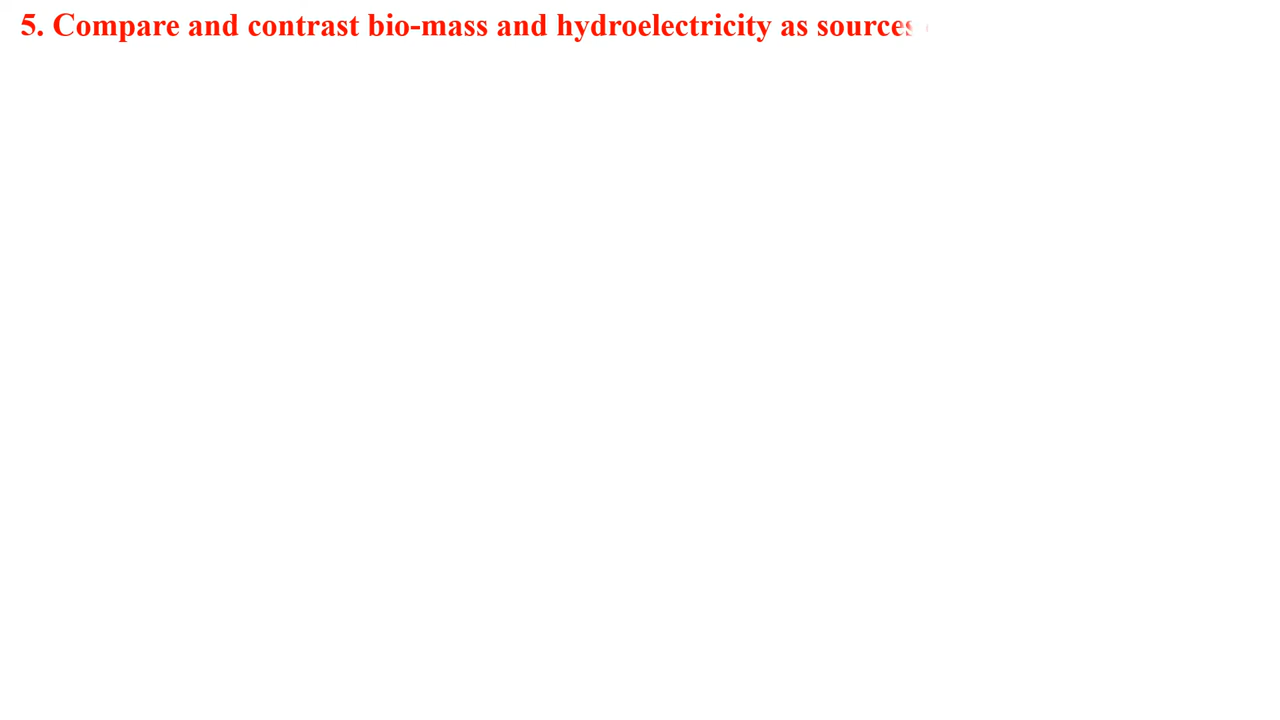 5. Compare and contrast bio-mass and hydroelectricity as sources